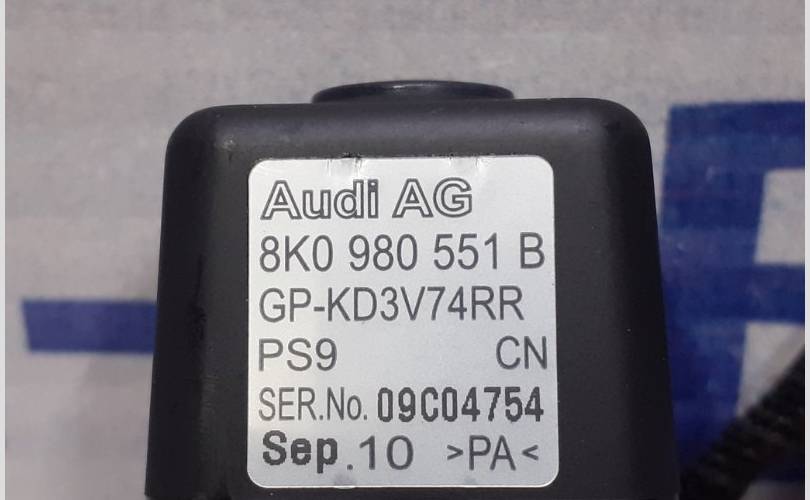 Audi AG
8K0 980 551 B
GP-KD3V74RR
PS9 CN
SER.No. 09C04754
Sep.10 >PA<